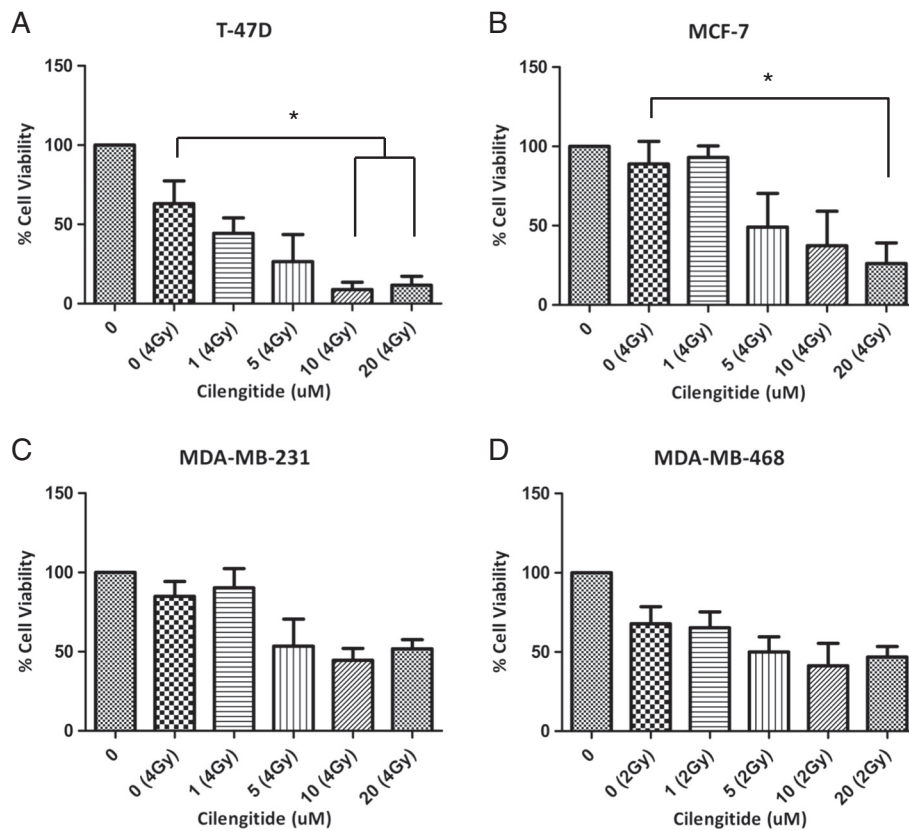 A
T-47D
% Cell Viability
150
100
50
0
*
0
0 (4Gy)
1 (4Gy)
5 (4Gy)
10 (4Gy)
20 (4Gy)
Cilengitide (uM)
B
MCF-7
% Cell Viability
150
100
50
0
*
0
0 (4Gy)
1 (4Gy)
5 (4Gy)
10 (4Gy)
20 (4Gy)
Cilengitide (uM)
C
MDA-MB-231
% Cell Viability
150
100
50
0
0
0 (4Gy)
1 (4Gy)
5 (4Gy)
10 (4Gy)
20 (4Gy)
Cilengitide (uM)
D
MDA-MB-468
% Cell Viability
150
100
50
0
0
0 (2Gy)
1 (2Gy)
5 (2Gy)
10 (2Gy)
20 (2Gy)
Cilengitide (uM)